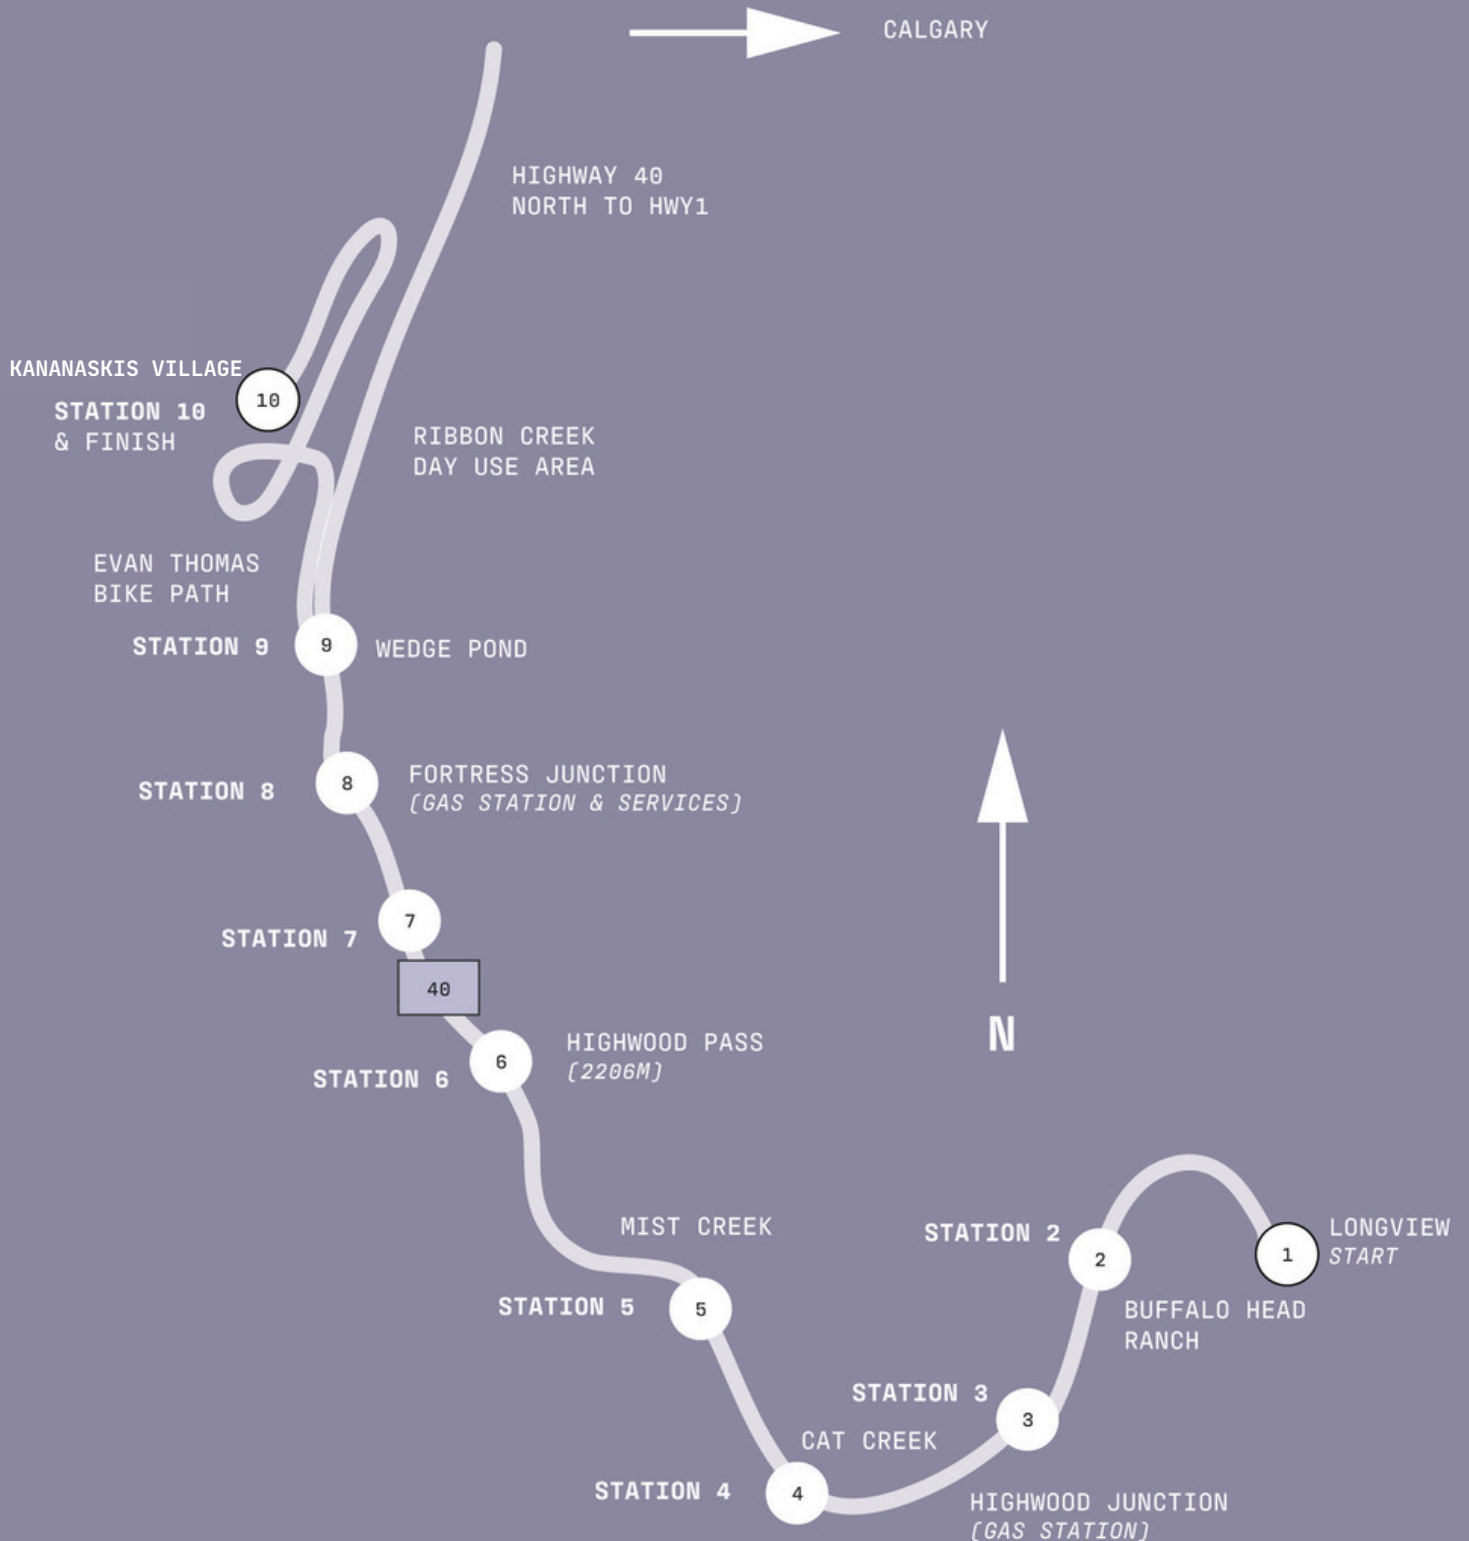 CALGARY
HIGHWAY 40
NORTH TO HWY1
KANANASKIS VILLAGE
10
STATION 10
& FINISH
RIBBON CREEK
DAY USE AREA
EVAN THOMAS
BIKE PATH
STATION 9
9
WEDGE POND
STATION 8
8
FORTRESS JUNCTION
(GAS STATION & SERVICES)
STATION 7
7
40
N
STATION 6
6
HIGHWOOD PASS
(2206M)
MIST CREEK
STATION 5
5
STATION 2
2
BUFFALO HEAD
RANCH
1
LONGVIEW
START
STATION 3
3
CAT CREEK
STATION 4
4
HIGHWOOD JUNCTION
(GAS STATION)